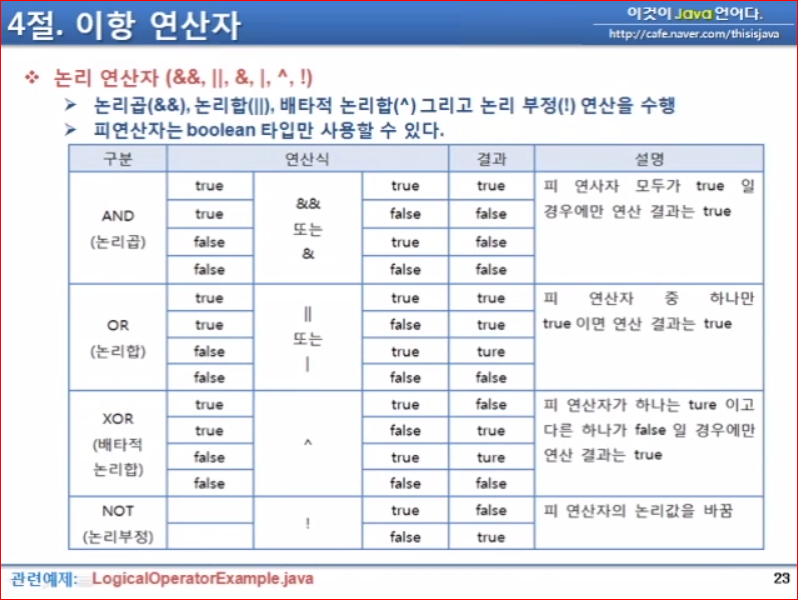 4절. 이항 연산자
이것이 Java 언어다.
http://cafe.naver.com/thisisjava
❖ 논리 연산자 (&&, ||, &, |, ^, !)
➢ 논리곱(&&), 논리합(||), 배타적 논리합(^) 그리고 논리 부정(!) 연산을 수행
➢ 피연산자는 boolean 타입만 사용할 수 있다.
구분 연산식 결과 설명
AND
(논리곱)
true && 또는 & true true
true false false
false true false
false false false
피 연사자 모두가 true 일
경우에만 연산 결과는 true
OR
(논리합)
true || 또는 | true true
true false true
false true ture
false false false
피 연산자 중 하나만
true 이면 연산 결과는 true
XOR
(배타적
논리합)
true ^ true false
true false true
false true ture
false false false
피 연산자가 하나는 ture 이고
다른 하나가 false 일 경우에만
연산 결과는 true
NOT
(논리부정)
! true false
false true
피 연산자의 논리값을 바꿈
관련예제: LogicalOperatorExample.java
23